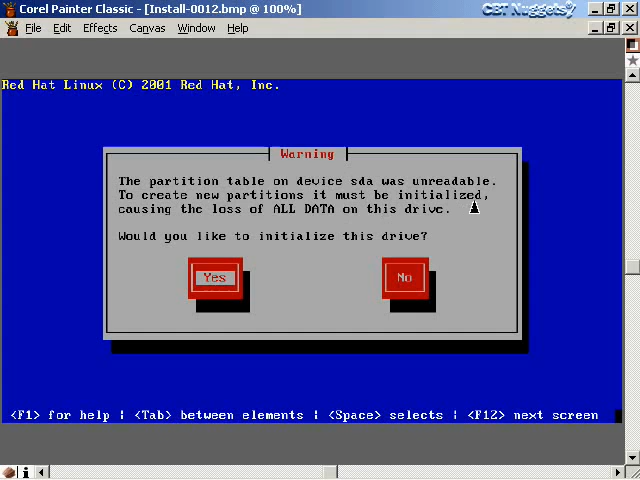 Corel Painter Classic - [Install-0012.bmp @ 100%]
CBT Nuggets
File Edit Effects Canvas Window Help
Red Hat Linux (C) 2001 Red Hat, Inc.
Warning
The partition table on device sda was unreadable.
To create new partitions it must be initialized,
causing the loss of ALL DATA on this drive.
Would you like to initialize this drive?
Yes No
<F1> for help | <Tab> between elements | <Space> selects | <F12> next screen